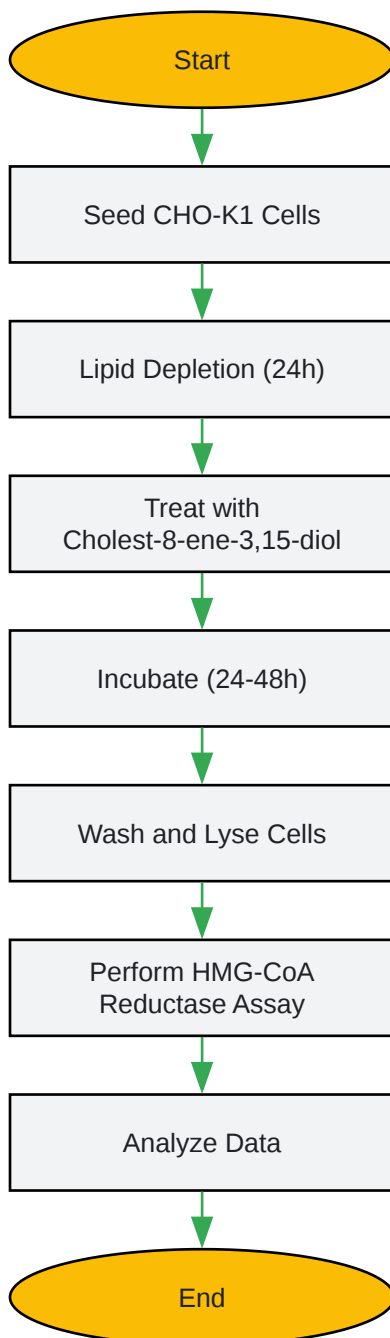 Start
Seed CHO-K1 Cells
Lipid Depletion (24h)
Treat with
Cholest-8-ene-3,15-diol
Incubate (24-48h)
Wash and Lyse Cells
Perform HMG-CoA
Reductase Assay
Analyze Data
End